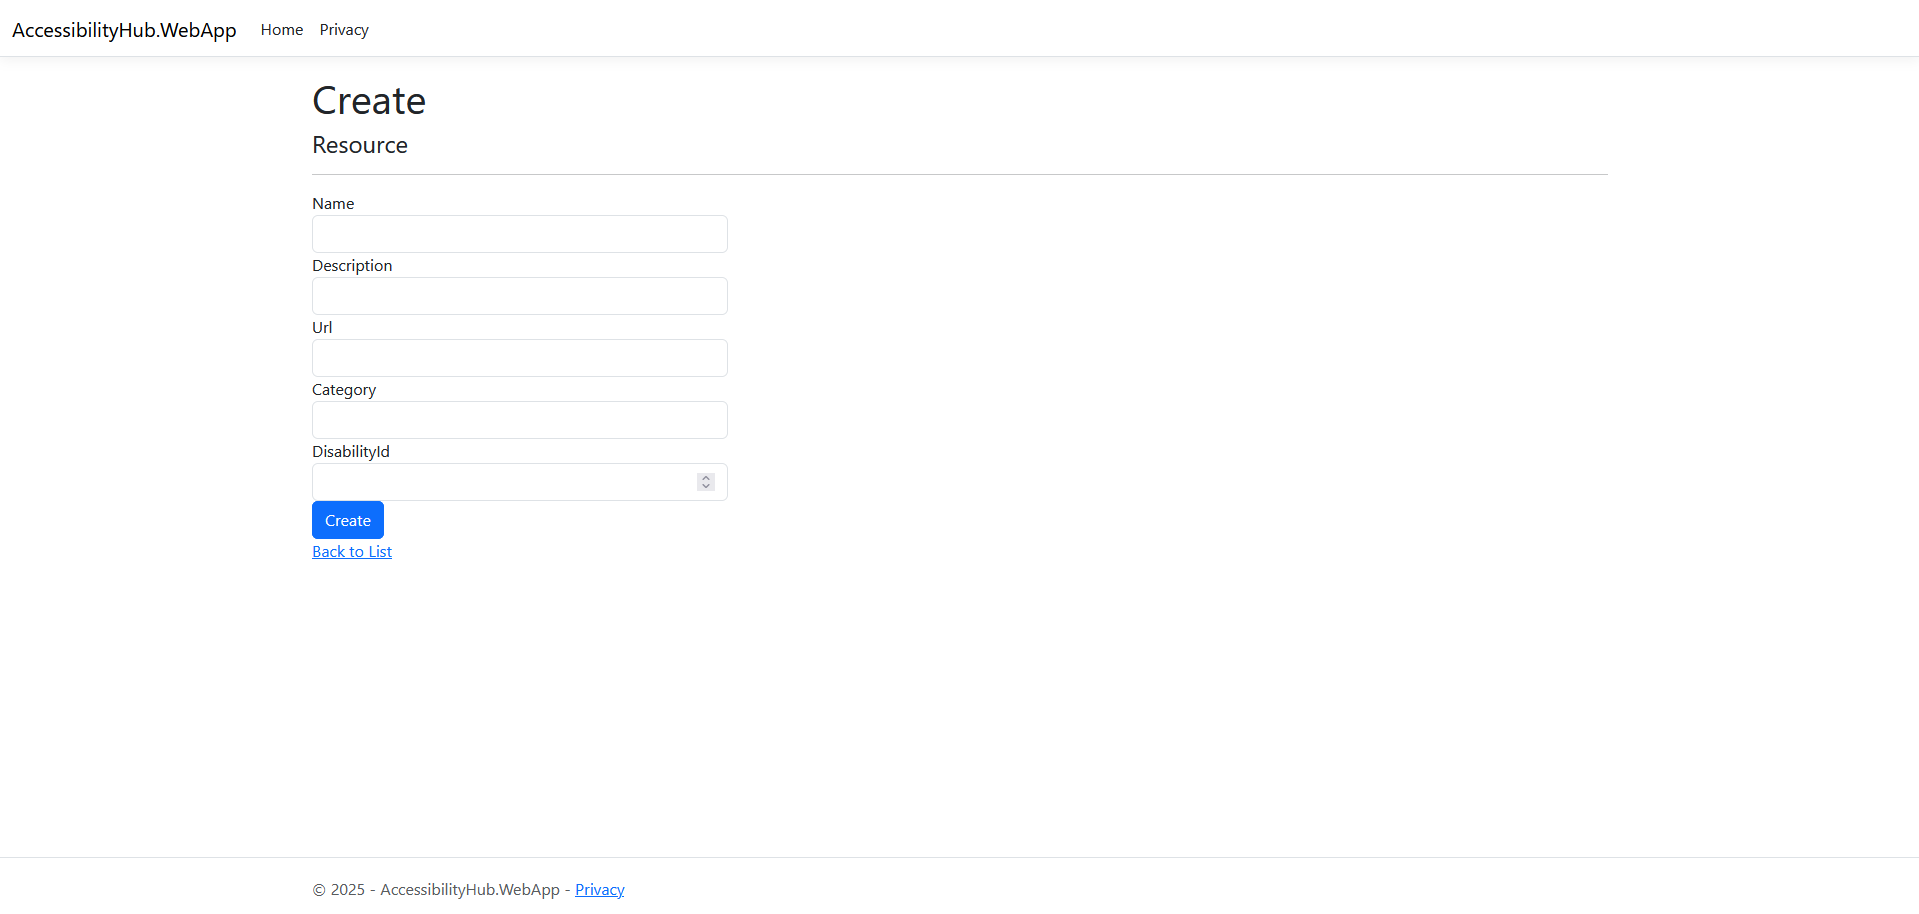 AccessibilityHub.WebApp Home Privacy
Create
Resource
Name
Description
Url
Category
DisabilityId
Create
Back to List
© 2025 - AccessibilityHub.WebApp - Privacy